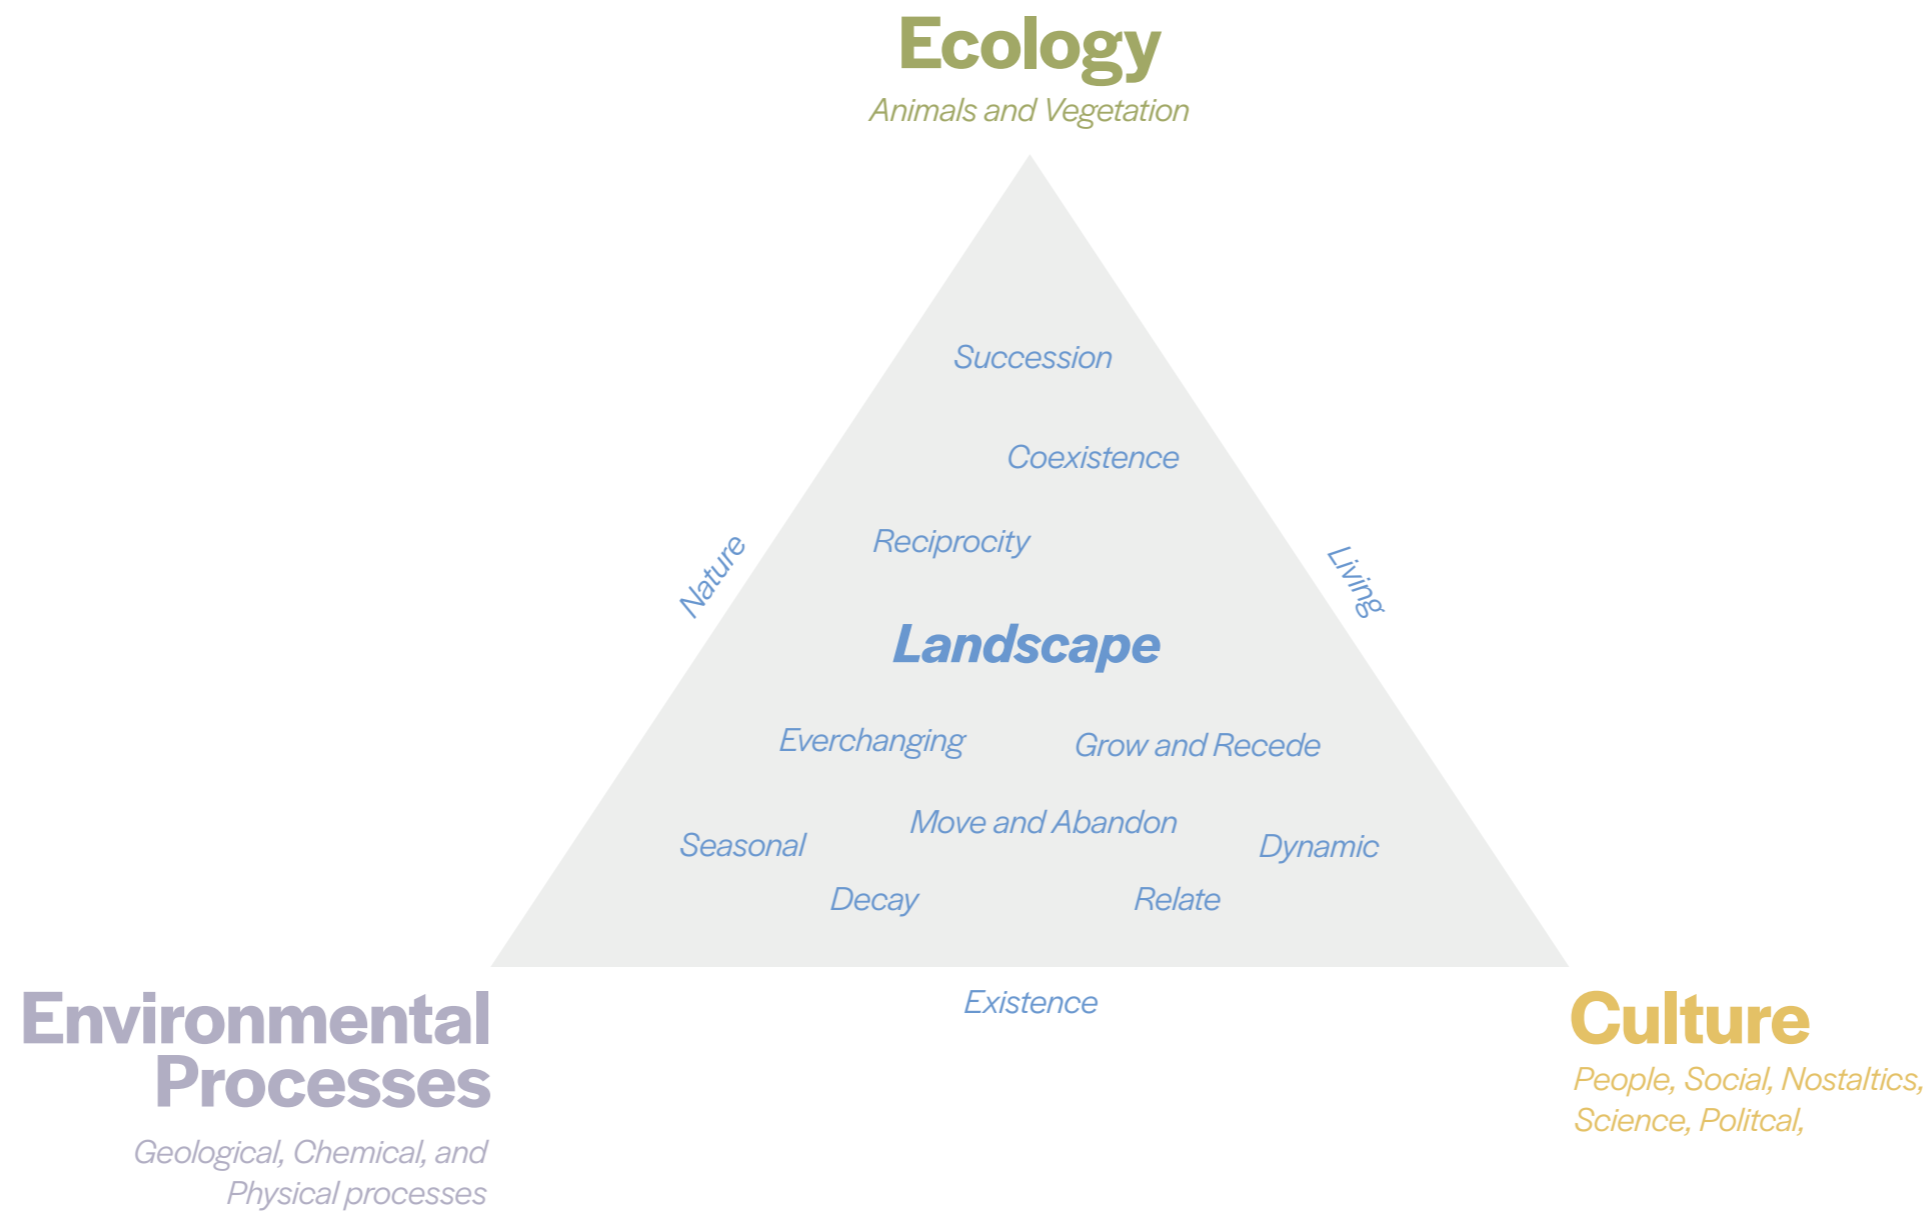 Ecology
Animals and Vegetation
Succession
Coexistence
Reciprocity
Nature
Living
Landscape
Everchanging
Grow and Recede
Move and Abandon
Seasonal
Dynamic
Decay
Relate
Existence
Environmental
Processes
Geological, Chemical, and
Physical processes
Culture
People, Social, Nostaltics,
Science, Politcal,